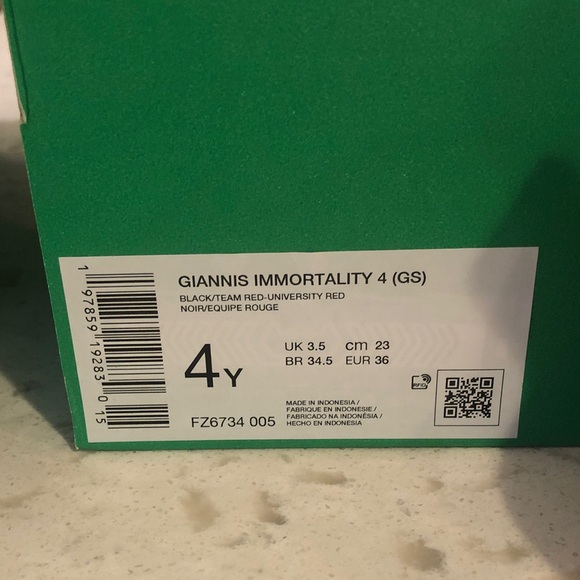 GIANNIS IMMORTALITY 4 (GS)
BLACK/TEAM RED-UNIVERSITY RED
NOIR/EQUIPE ROUGE
4Y
UK 3.5 cm 23
BR 34.5 EUR 36
FZ6734 005
MADE IN INDONESIA /
FABRIQUE EN INDONESIE /
FABRICADO NA INDONÉSIA /
HECHO EN INDONESIA
RFID
1 97859 19283 0 15